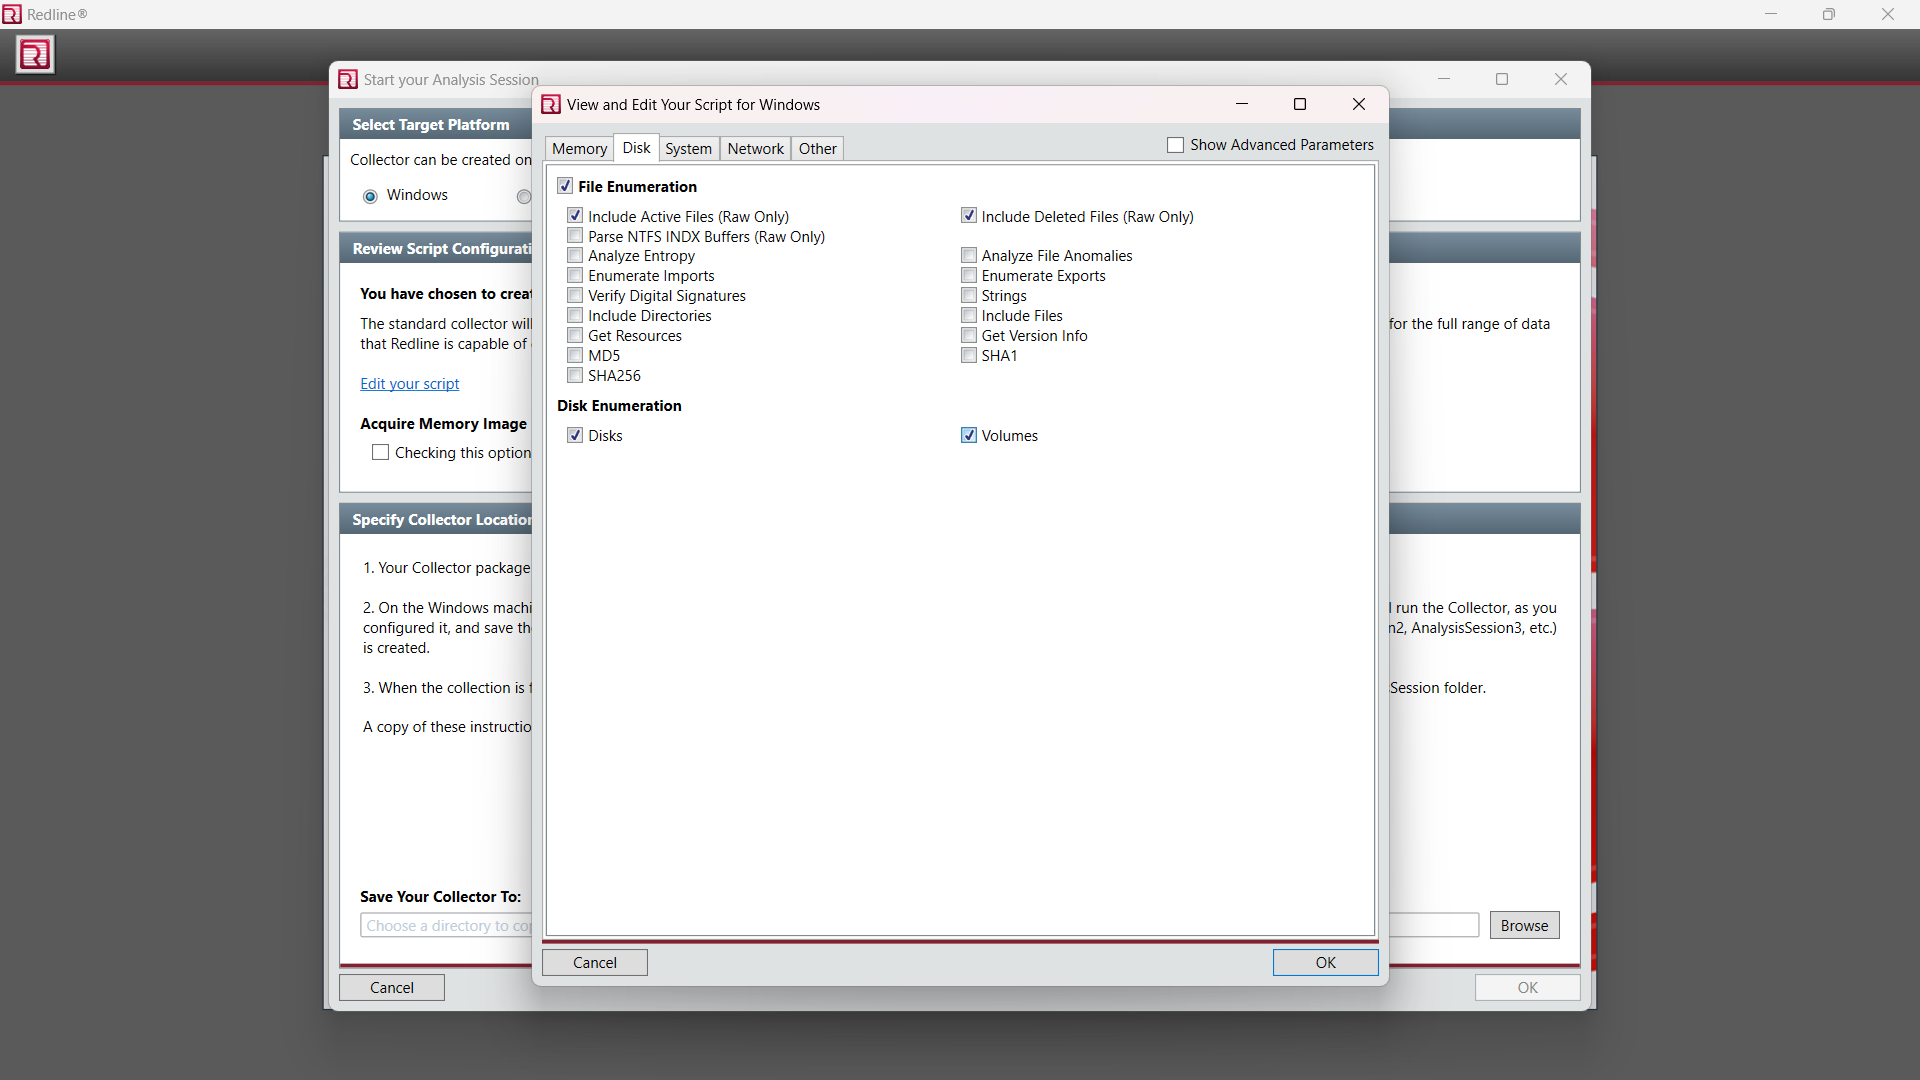 Redline®
Start your Analysis Session
View and Edit Your Script for Windows
Select Target Platform
Collector can be created on
Windows
Memory
Disk
System
Network
Other
Show Advanced Parameters
File Enumeration
Include Active Files (Raw Only)
Include Deleted Files (Raw Only)
Parse NTFS INDX Buffers (Raw Only)
Analyze Entropy
Analyze File Anomalies
Enumerate Imports
Enumerate Exports
Verify Digital Signatures
Strings
Include Directories
Include Files
Get Resources
Get Version Info
MD5
SHA1
SHA256
Disk Enumeration
Disks
Volumes
Cancel
OK
Review Script Configurati
You have chosen to crea
The standard collector will
for the full range of data
that Redline is capable of
Edit your script
Acquire Memory Image
Checking this option
Specify Collector Location
1. Your Collector package
2. On the Windows machi
run the Collector, as you
configured it, and save th
n2, AnalysisSession3, etc.)
is created.
3. When the collection is
Session folder.
A copy of these instructio
Save Your Collector To:
Choose a directory to co
Browse
Cancel
OK